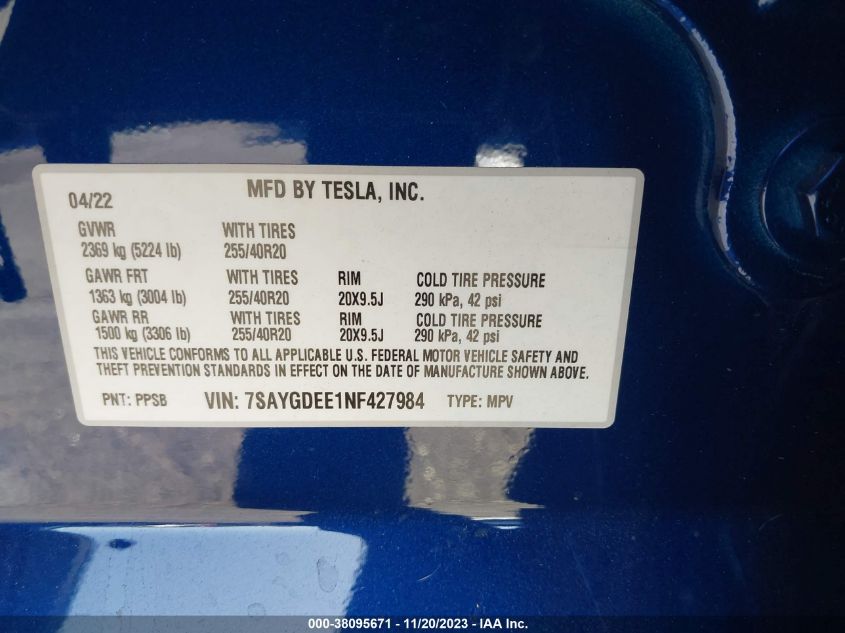 04/22 MFD BY TESLA, INC.
GVWR WITH TIRES
2369 kg (5224 lb) 255/40R20
GAWR FRT WITH TIRES RIM COLD TIRE PRESSURE
1363 kg (3004 lb) 255/40R20 20X9.5J 290 kPa, 42 psi
GAWR RR WITH TIRES RIM COLD TIRE PRESSURE
1500 kg (3306 lb) 255/40R20 20X9.5J 290 kPa, 42 psi
THIS VEHICLE CONFORMS TO ALL APPLICABLE U.S. FEDERAL MOTOR VEHICLE SAFETY AND
THEFT PREVENTION STANDARDS IN EFFECT ON THE DATE OF MANUFACTURE SHOWN ABOVE.
PNT: PPSB VIN: 7SAYGDEE1NF427984 TYPE: MPV
000-38095671 - 11/20/2023 - IAA Inc.